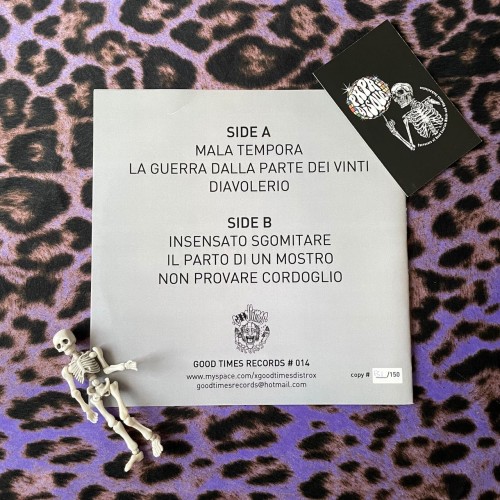 SIDE A
MALA TEMPORA
LA GUERRA DALLA PARTE DEI VINTI
DIAVOLERIO
SIDE B
INSENSATO SGOMITARE
IL PARTO DI UN MOSTRO
NON PROVARE CORDOGLIO
GOOD TIMES RECORDS # 014
www.myspace.com/xgoodtimesdistrox
goodtimesrecords@hotmail.com
copy # /150